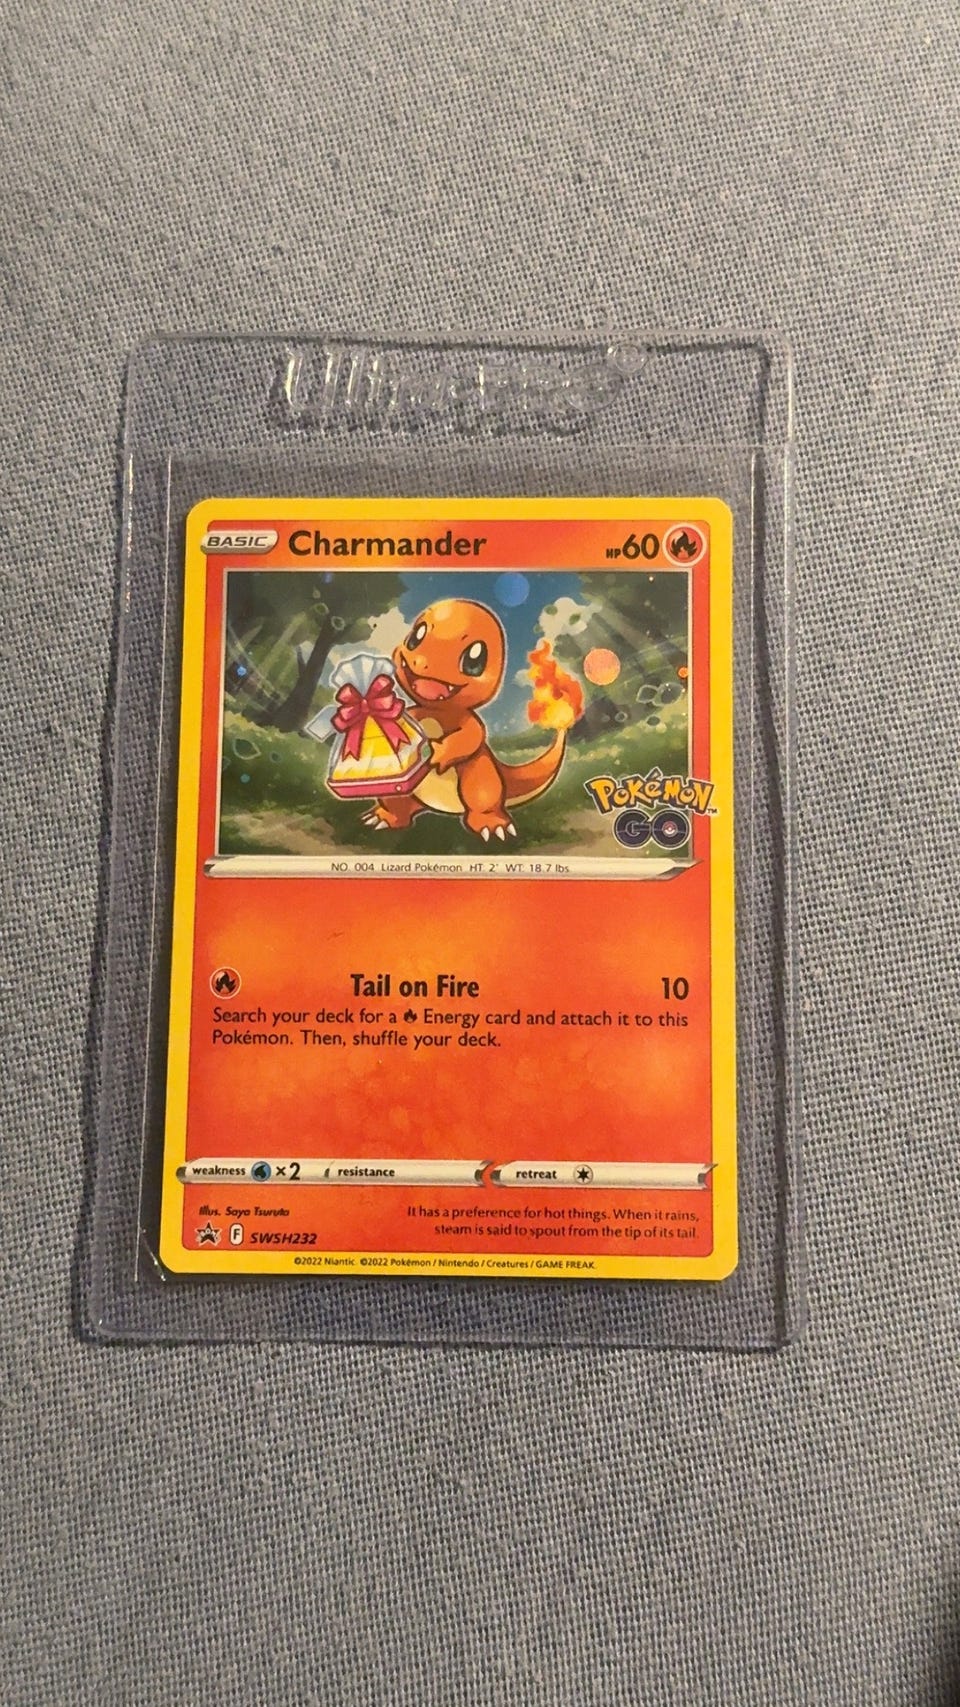 Ultra·PRO®
BASIC Charmander HP60
POKéMON™
GO
NO. 004 Lizard Pokémon HT: 2' WT: 18.7 lbs.
Tail on Fire 10
Search your deck for a Energy card and attach it to this
Pokémon. Then, shuffle your deck.
weakness ×2 resistance retreat
Illus. Saya Tsuruta
It has a preference for hot things. When it rains,
steam is said to spout from the tip of its tail.
F SWSH232
©2022 Niantic. ©2022 Pokémon / Nintendo / Creatures / GAME FREAK.